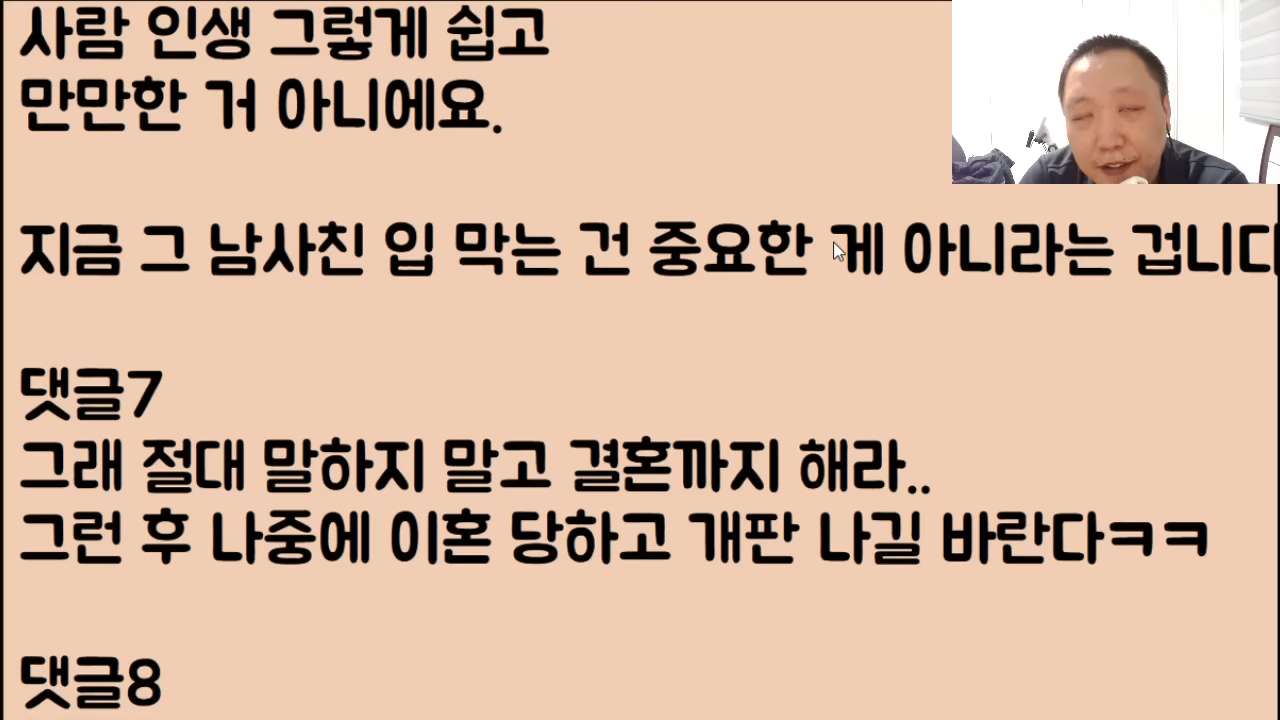 사람 인생 그렇게 쉽고
만만한 거 아니에요.
지금 그 남사친 입 막는 건 중요한 게 아니라는 겁니다
댓글7
그래 절대 말하지 말고 결혼까지 해라..
그런 후 나중에 이혼 당하고 개판 나길 바란다ㅋㅋ
댓글8